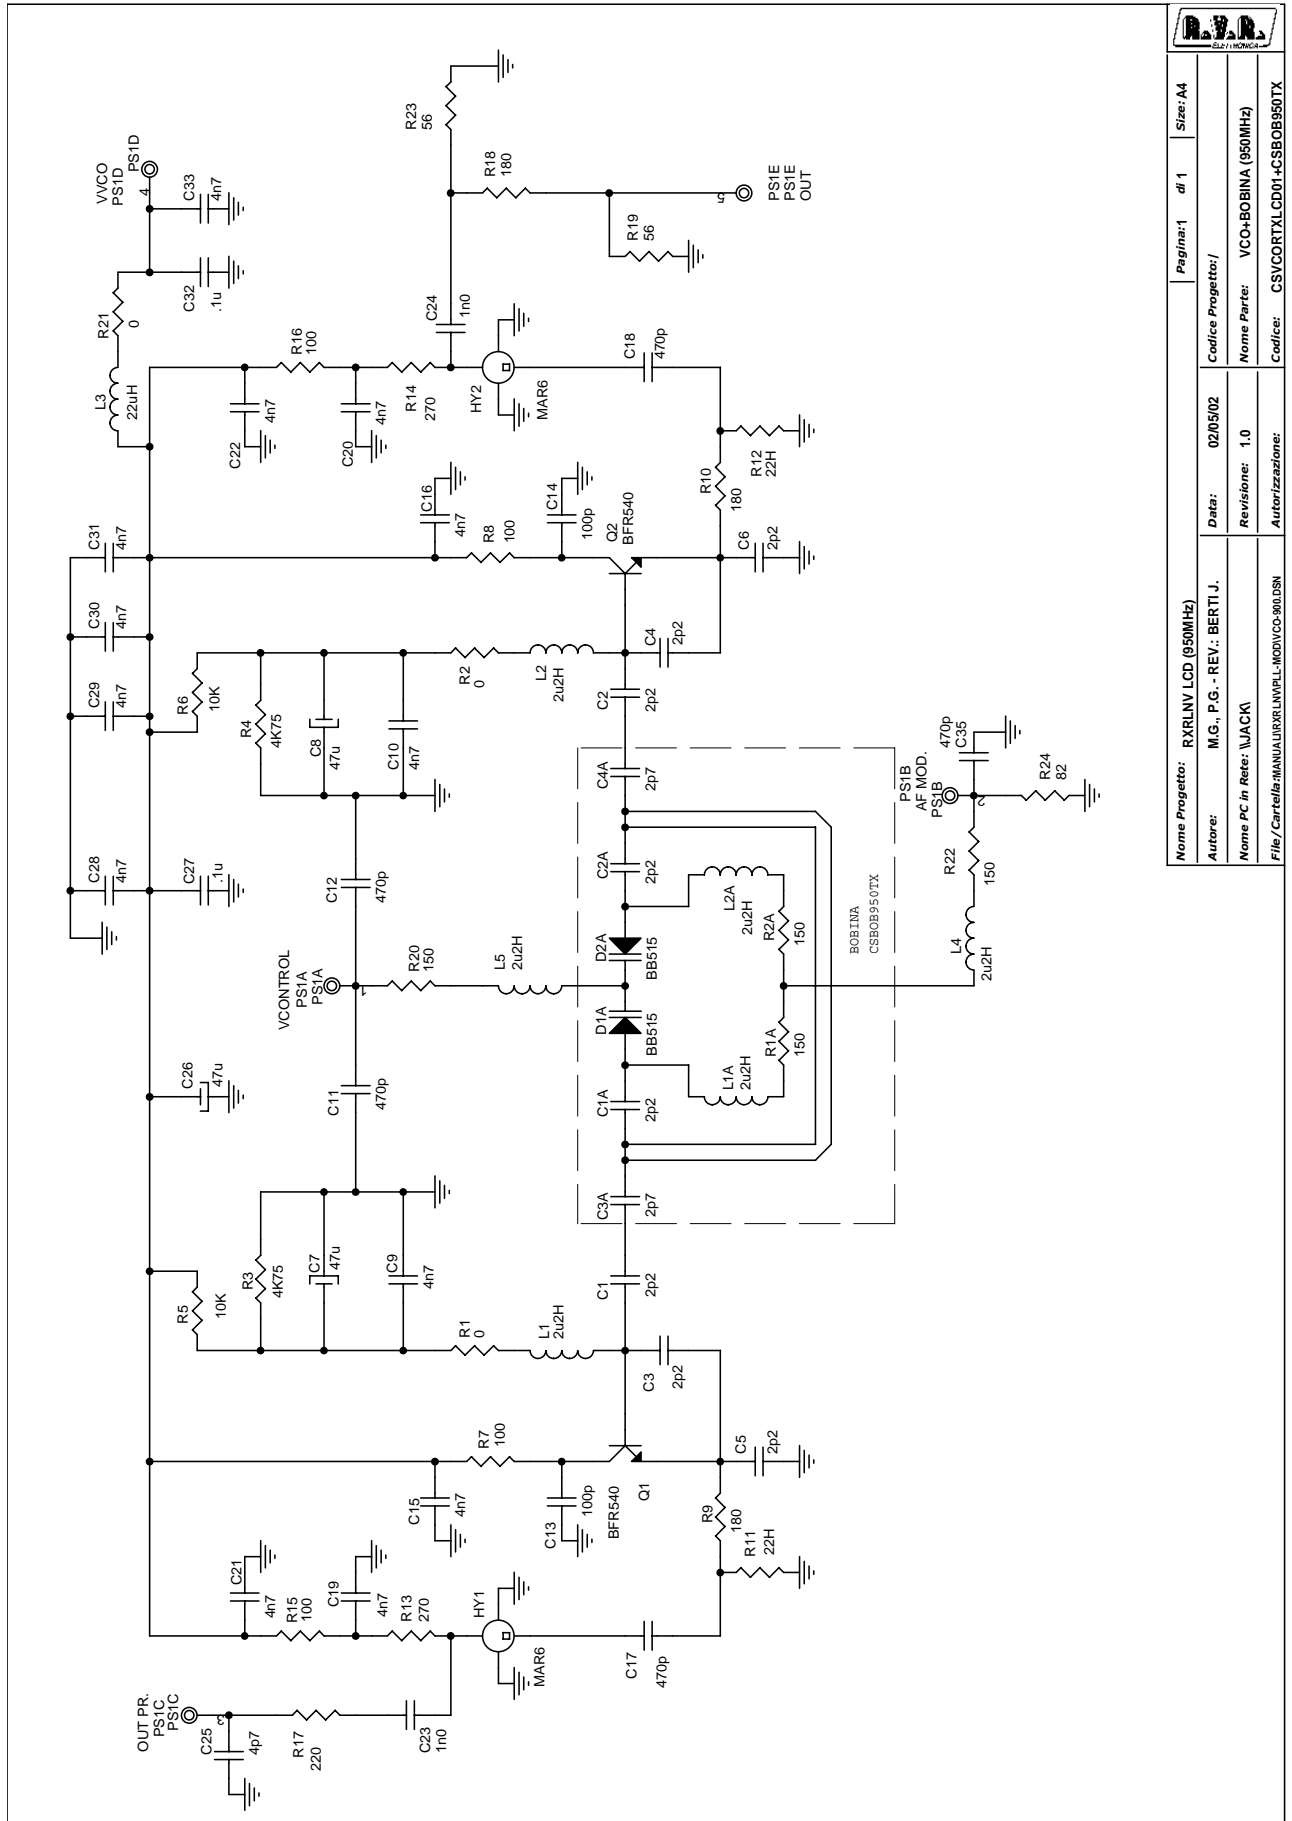 VVCO
PS1D
PS1D
4
C33
4n7
C32
.1u
R21
0
L3
22uH
R23
56
R18
180
R19
56
5
PS1E
PS1E
OUT
C24
1n0
R16
100
C22
4n7
C20
4n7
R14
270
HY2
MAR6
C18
470p
R12
22H
R10
180
C16
4n7
R8
100
C14
100p
Q2
BFR540
C6
2p2
C31
4n7
C30
4n7
C29
4n7
C28
4n7
C27
.1u
R6
10K
R4
4K75
C8
47u
C10
4n7
R2
0
L2
2u2H
C4
2p2
C2
2p2
C12
470p
VCONTROL
PS1A
PS1A
1
R20
150
L5
2u2H
C26
47u
C11
470p
C4A
2p7
C2A
2p2
D2A
BB515
D1A
BB515
L2A
2u2H
R2A
150
R1A
150
L1A
2u2H
C1A
2p2
C3A
2p7
BOBINA
CSBOB950TX
PS1B
AF MOD.
PS1B
2
470p
C35
R24
82
R22
150
L4
2u2H
R5
10K
R3
4K75
C7
47u
C9
4n7
R1
0
L1
2u2H
C1
2p2
C3
2p2
R7
100
C15
4n7
C13
100p
BFR540
Q1
C5
2p2
R9
180
R11
22H
C21
4n7
R15
100
C19
4n7
R13
270
HY1
MAR6
C17
470p
OUT PR.
PS1C
PS1C
3
C25
4p7
R17
220
C23
1n0
R.V.R.
ELETTRONICA
Nome Progetto: RXRLNV LCD (950MHz) Pagina:1 di 1 Size: A4
Autore: M.G., P.G. - REV.: BERTI J. Data: 02/05/02 Codice Progetto: /
Nome PC in Rete: \\JACK\ Revisione: 1.0 Nome Parte: VCO+BOBINA (950MHz)
File/Cartella:MANUALI\RXRLNV\PLL-MOD\VCO-900.DSN Autorizzazione: Codice: CSVCORTXLCD01+CSBOB950TX